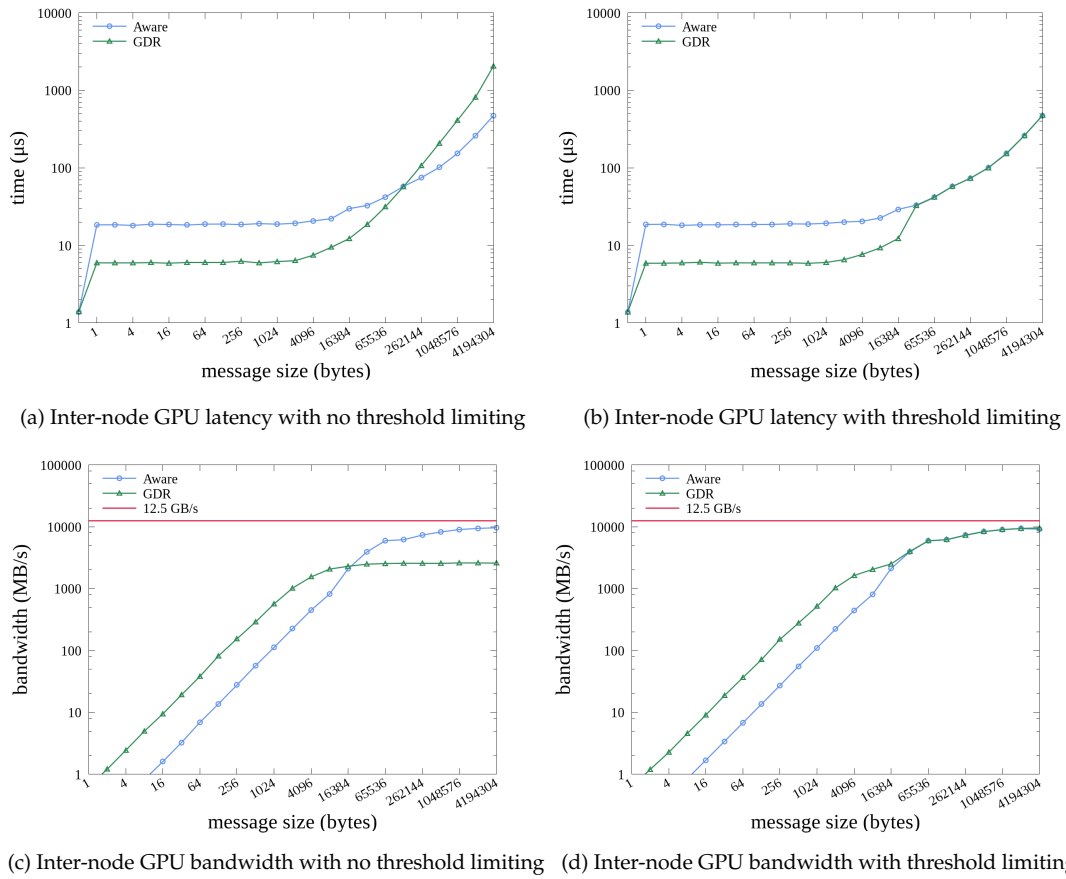 10000
1000
100
10
1
time (μs)
Aware
GDR
1 4 16 64 256 1024 4096 16384 65536 262144 1048576 4194304
message size (bytes)
(a) Inter-node GPU latency with no threshold limiting
10000
1000
100
10
1
time (μs)
Aware
GDR
1 4 16 64 256 1024 4096 16384 65536 262144 1048576 4194304
message size (bytes)
(b) Inter-node GPU latency with threshold limiting
100000
10000
1000
100
10
1
bandwidth (MB/s)
Aware
GDR
12.5 GB/s
1 4 16 64 256 1024 4096 16384 65536 262144 1048576 4194304
message size (bytes)
(c) Inter-node GPU bandwidth with no threshold limiting
100000
10000
1000
100
10
1
bandwidth (MB/s)
Aware
GDR
12.5 GB/s
1 4 16 64 256 1024 4096 16384 65536 262144 1048576 4194304
message size (bytes)
(d) Inter-node GPU bandwidth with threshold limiting